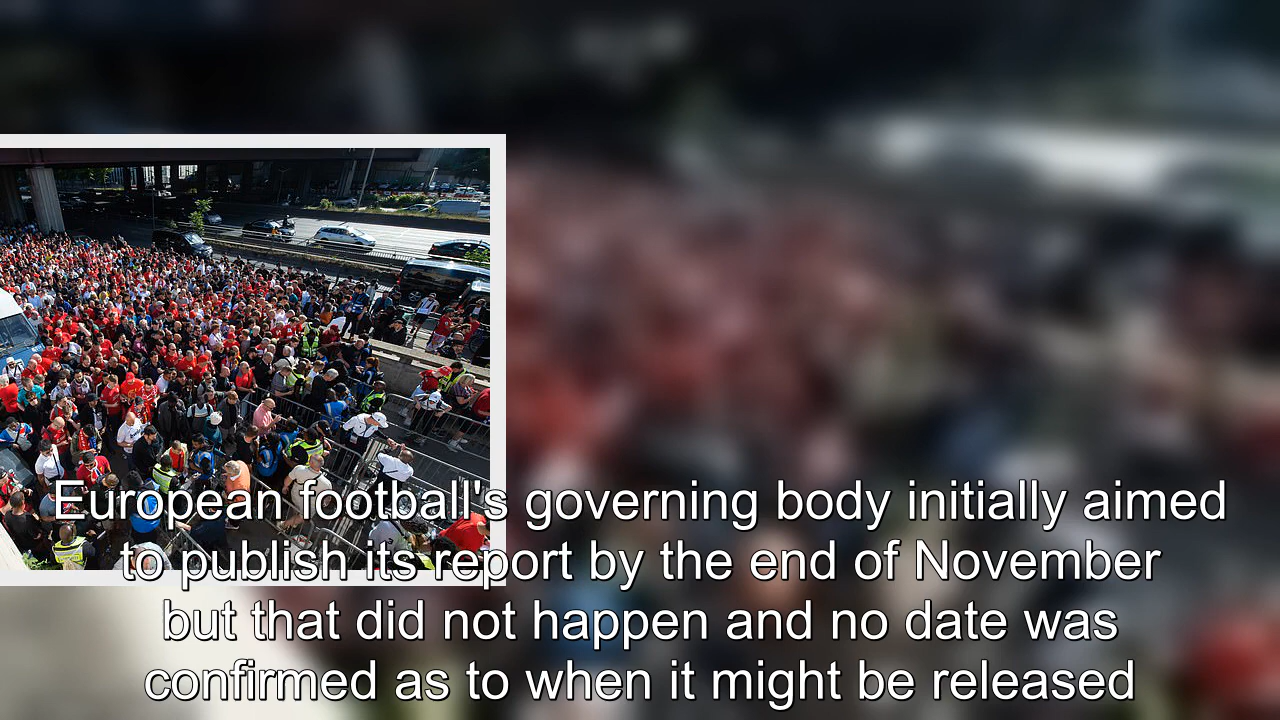 European football's governing body initially aimed
to publish its report by the end of November
but that did not happen and no date was
confirmed as to when it might be released